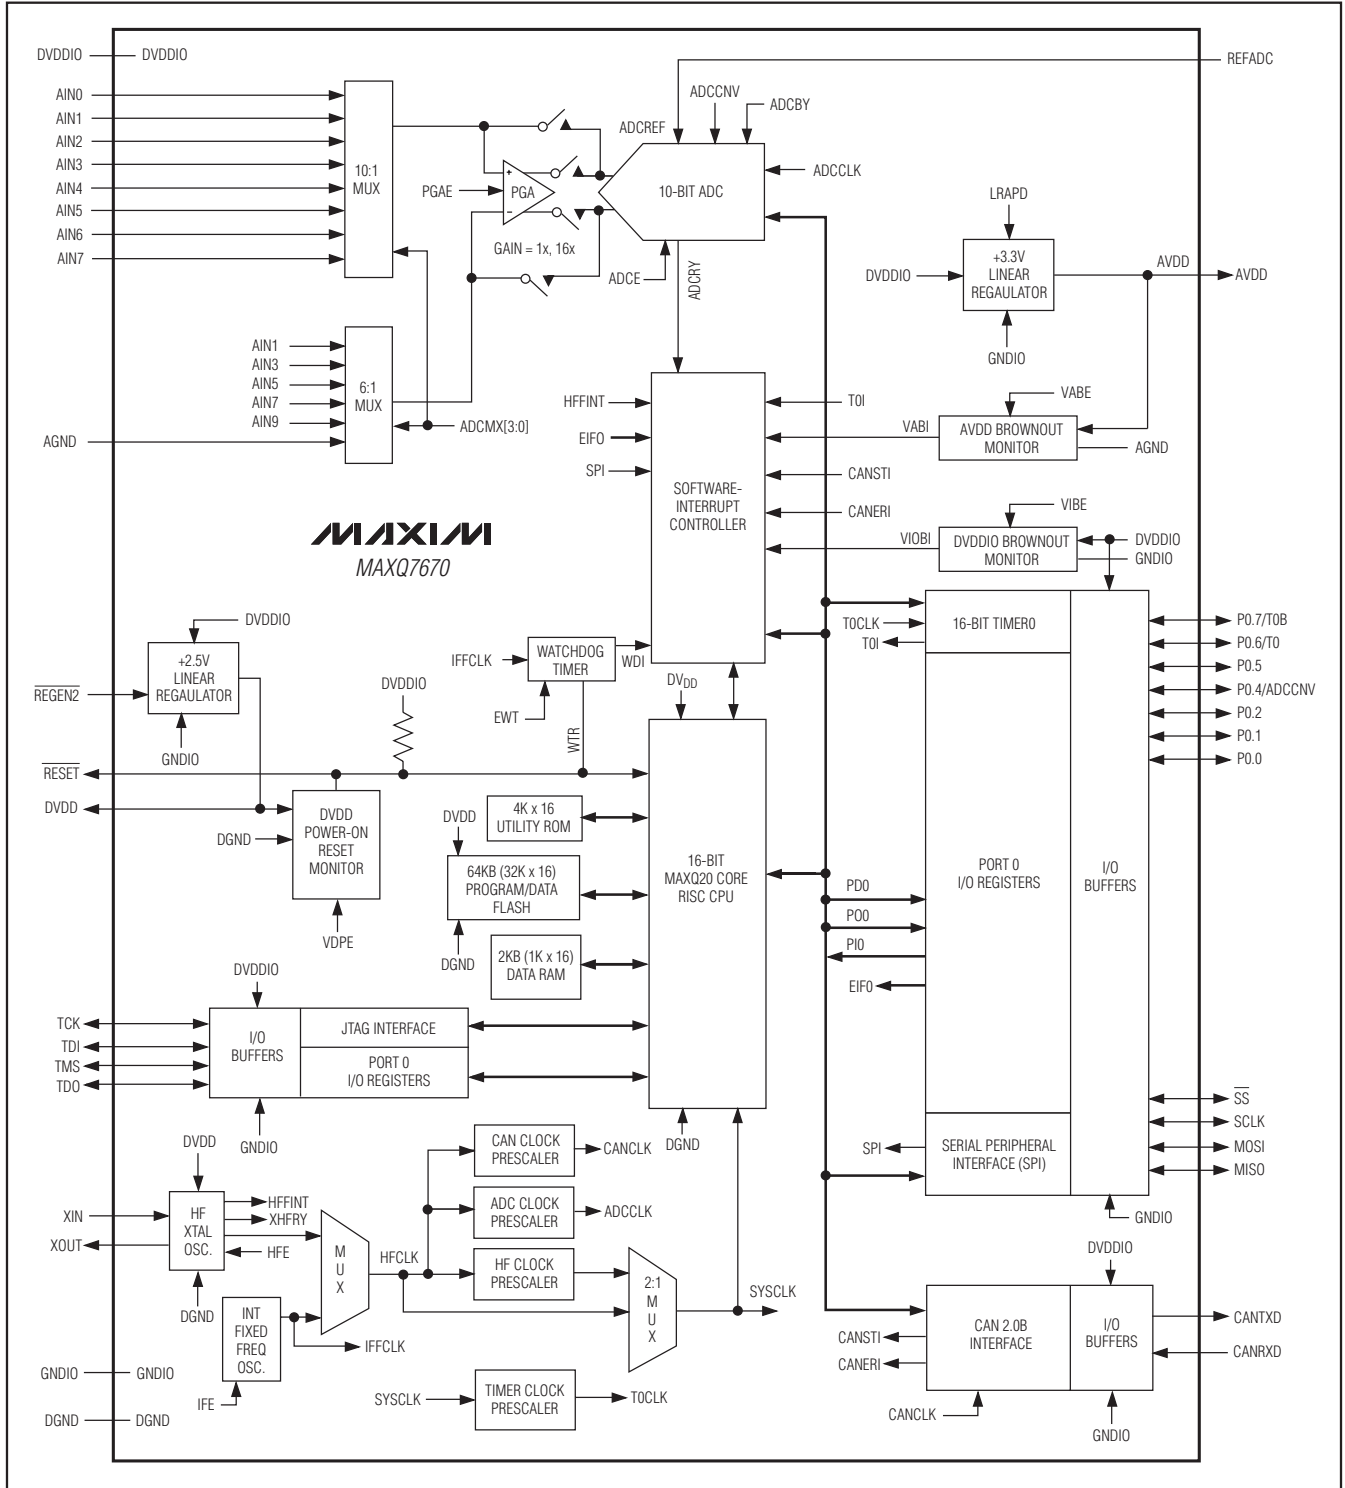 DVDDIO
DVDDIO
REFADC
AIN0
AIN1
AIN2
AIN3
AIN4
AIN5
AIN6
AIN7
10:1
MUX
PGAE
PGA
+
−
GAIN = 1x, 16x
ADCREF
ADCCNV
ADCBY
ADCCLK
10-BIT ADC
ADCE
ADCRY
LRAPD
DVDDIO
+3.3V
LINEAR
REGAULATOR
GNDIO
AVDD
AVDD
AIN1
AIN3
AIN5
AIN7
AIN9
AGND
6:1
MUX
ADCMX[3:0]
HFFINT
EIFO
SPI
SOFTWARE-
INTERRUPT
CONTROLLER
T0I
VABI
CANSTI
CANERI
VIOBI
VABE
AVDD BROWNOUT
MONITOR
AGND
VIBE
DVDDIO BROWNOUT
MONITOR
DVDDIO
GNDIO
MAXIM
MAXQ7670
DVDDIO
+2.5V
LINEAR
REGAULATOR
REGEN2
GNDIO
RESET
DVDD
DVDDIO
DGND
DVDD
POWER-ON
RESET
MONITOR
VDPE
IFFCLK
WATCHDOG
TIMER
WDI
EWT
WTR
DVDD
4K x 16
UTILITY ROM
DVDD
64KB (32K x 16)
PROGRAM/DATA
FLASH
DGND
2KB (1K x 16)
DATA RAM
16-BIT
MAXQ20 CORE
RISC CPU
DGND
T0CLK
T0I
16-BIT TIMER0
PORT 0
I/O REGISTERS
I/O
BUFFERS
PD0
PO0
PI0
EIF0
SPI
SERIAL PERIPHERAL
INTERFACE (SPI)
P0.7/T0B
P0.6/T0
P0.5
P0.4/ADCCNV
P0.2
P0.1
P0.0
SS
SCLK
MOSI
MISO
GNDIO
DVDDIO
TCK
TDI
TMS
TDO
I/O
BUFFERS
JTAG INTERFACE
PORT 0
I/O REGISTERS
GNDIO
DVDD
XIN
XOUT
HF
XTAL
OSC.
HFFINT
XHFRY
HFE
DGND
INT
FIXED
FREQ
OSC.
IFE
IFFCLK
M
U
X
HFCLK
CAN CLOCK
PRESCALER
CANCLK
ADC CLOCK
PRESCALER
ADCCLK
HF CLOCK
PRESCALER
2:1
M
U
X
SYSCLK
SYSCLK
TIMER CLOCK
PRESCALER
T0CLK
DVDDIO
CAN 2.0B
INTERFACE
I/O
BUFFERS
CANSTI
CANERI
CANCLK
GNDIO
CANTXD
CANRXD
GNDIO
GNDIO
DGND
DGND